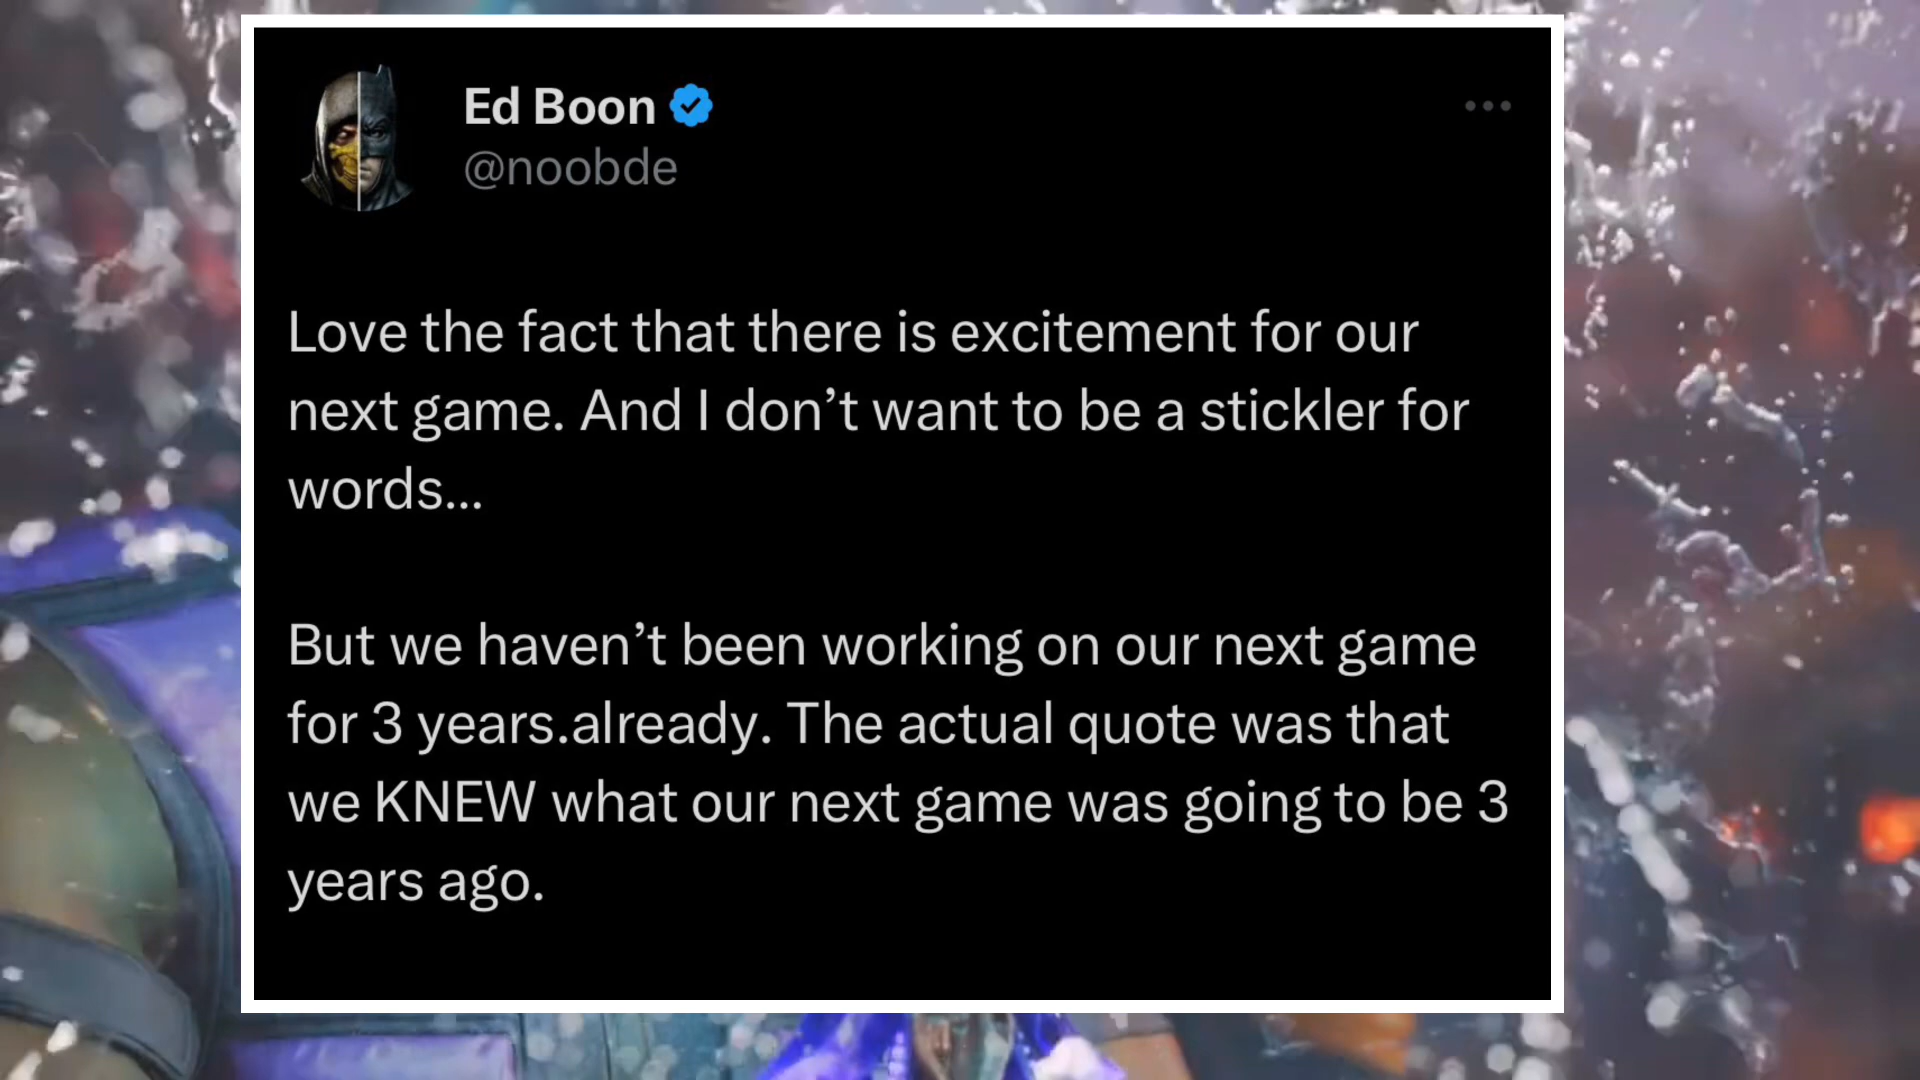 Ed Boon
@noobde
Love the fact that there is excitement for our
next game. And I don’t want to be a stickler for
words...
But we haven’t been working on our next game
for 3 years.already. The actual quote was that
we KNEW what our next game was going to be 3
years ago.